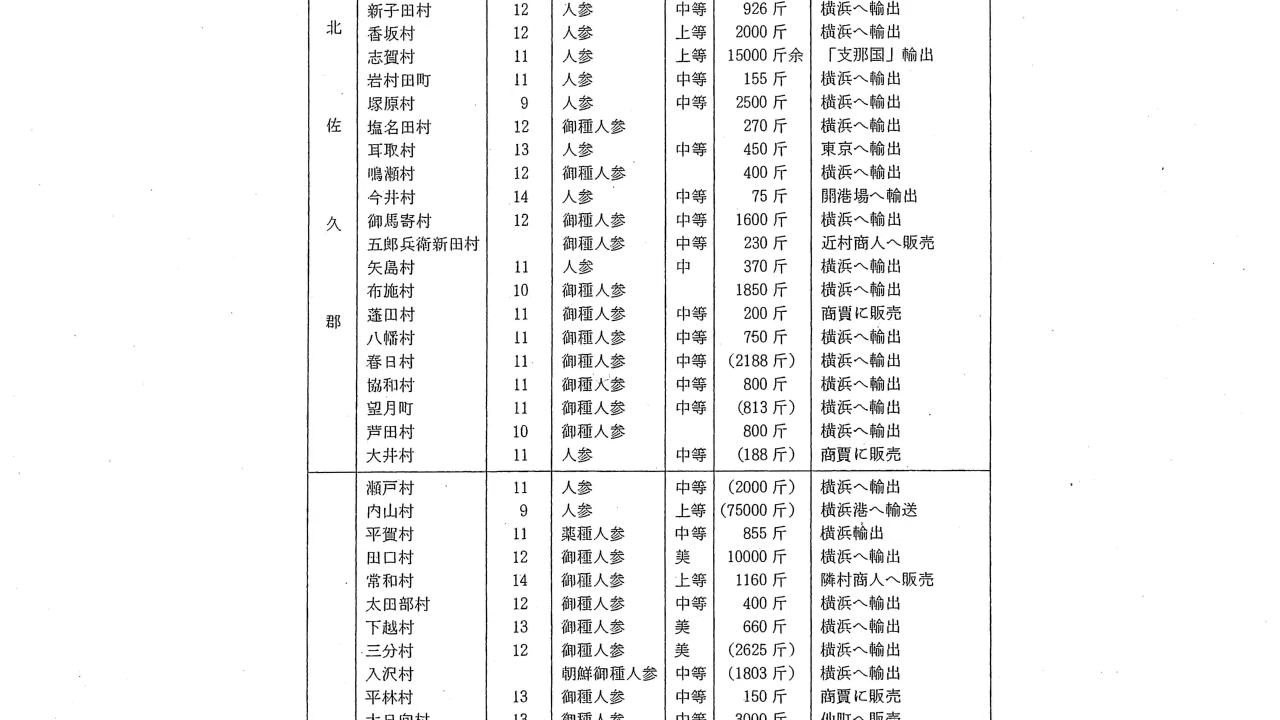 北佐久郡
新子田村 12 人参 中等 926斤 横浜へ輸出
香坂村 12 人参 上等 2000斤 横浜へ輸出
志賀村 11 人参 上等 15000斤余 「支那国」輸出
岩村田町 11 人参 中等 155斤 横浜へ輸出
塚原村 9 人参 中等 2500斤 横浜へ輸出
塩名田村 12 御種人参 270斤 横浜へ輸出
耳取村 13 人参 中等 450斤 東京へ輸出
鳴瀬村 12 御種人参 400斤 横浜へ輸出
今井村 14 人参 中等 75斤 開港場へ輸出
御馬寄村 12 御種人参 中等 1600斤 横浜へ輸出
五郎兵衛新田村 御種人参 中等 230斤 近村商人へ販売
矢島村 11 人参 中 370斤 横浜へ輸出
布施村 10 御種人参 1850斤 横浜へ輸出
蓬田村 11 御種人参 中等 200斤 商賈に販売
八幡村 11 御種人参 中等 750斤 横浜へ輸出
春日村 11 御種人参 中等 (2188斤) 横浜へ輸出
協和村 11 御種人参 中等 800斤 横浜へ輸出
望月町 11 御種人参 中等 (813斤) 横浜へ輸出
芦田村 10 御種人参 800斤 横浜へ輸出
大井村 11 人参 中等 (188斤) 商賈に販売
瀬戸村 11 人参 中等 (2000斤) 横浜へ輸出
内山村 9 人参 上等 (75000斤) 横浜港へ輸送
平賀村 11 薬種人参 中等 855斤 横浜輸出
田口村 12 御種人参 美 10000斤 横浜へ輸出
常和村 14 御種人参 上等 1160斤 隣村商人へ販売
太田部村 12 御種人参 中等 400斤 横浜へ輸出
下越村 13 御種人参 美 660斤 横浜へ輸出
三分村 12 御種人参 美 (2625斤) 横浜へ輸出
入沢村 朝鮮御種人参 中等 (1803斤) 横浜へ輸出
平林村 13 御種人参 中等 150斤 商賈に販売
大日向村 13 御種人参 中等 3000斤 他町へ販売